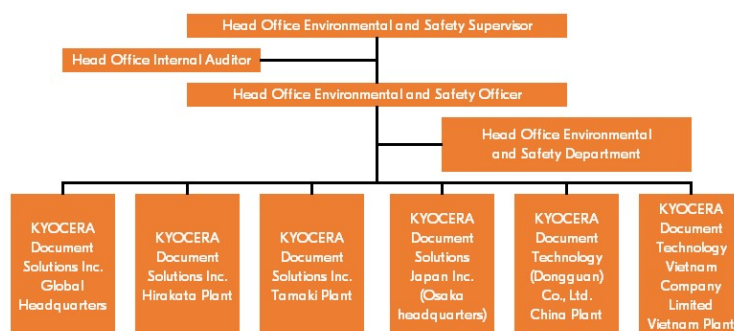 Head Office Environmental and Safety Supervisor
Head Office Internal Auditor
Head Office Environmental and Safety Officer
Head Office Environmental
and Safety Department
KYOCERA
Document
Solutions Inc.
Global
Headquarters
KYOCERA
Document
Solutions Inc.
Hirakata Plant
KYOCERA
Document
Solutions Inc.
Tamaki Plant
KYOCERA
Document
Solutions
Japan Inc.
(Osaka
headquarters)
KYOCERA
Document
Technology
(Dongguan)
Co., Ltd.
China Plant
KYOCERA
Document
Technology
Vietnam
Company
Limited
Vietnam Plant